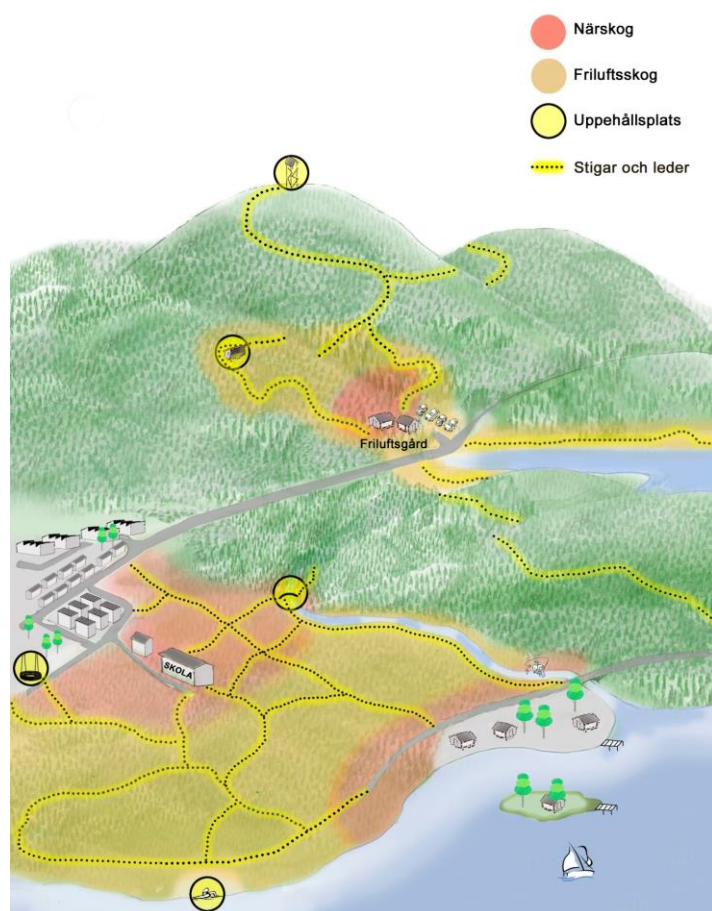 Närskog
Friluftsskog
Uppehållsplats
Stigar och leder
Friluftsgård
SKOLA